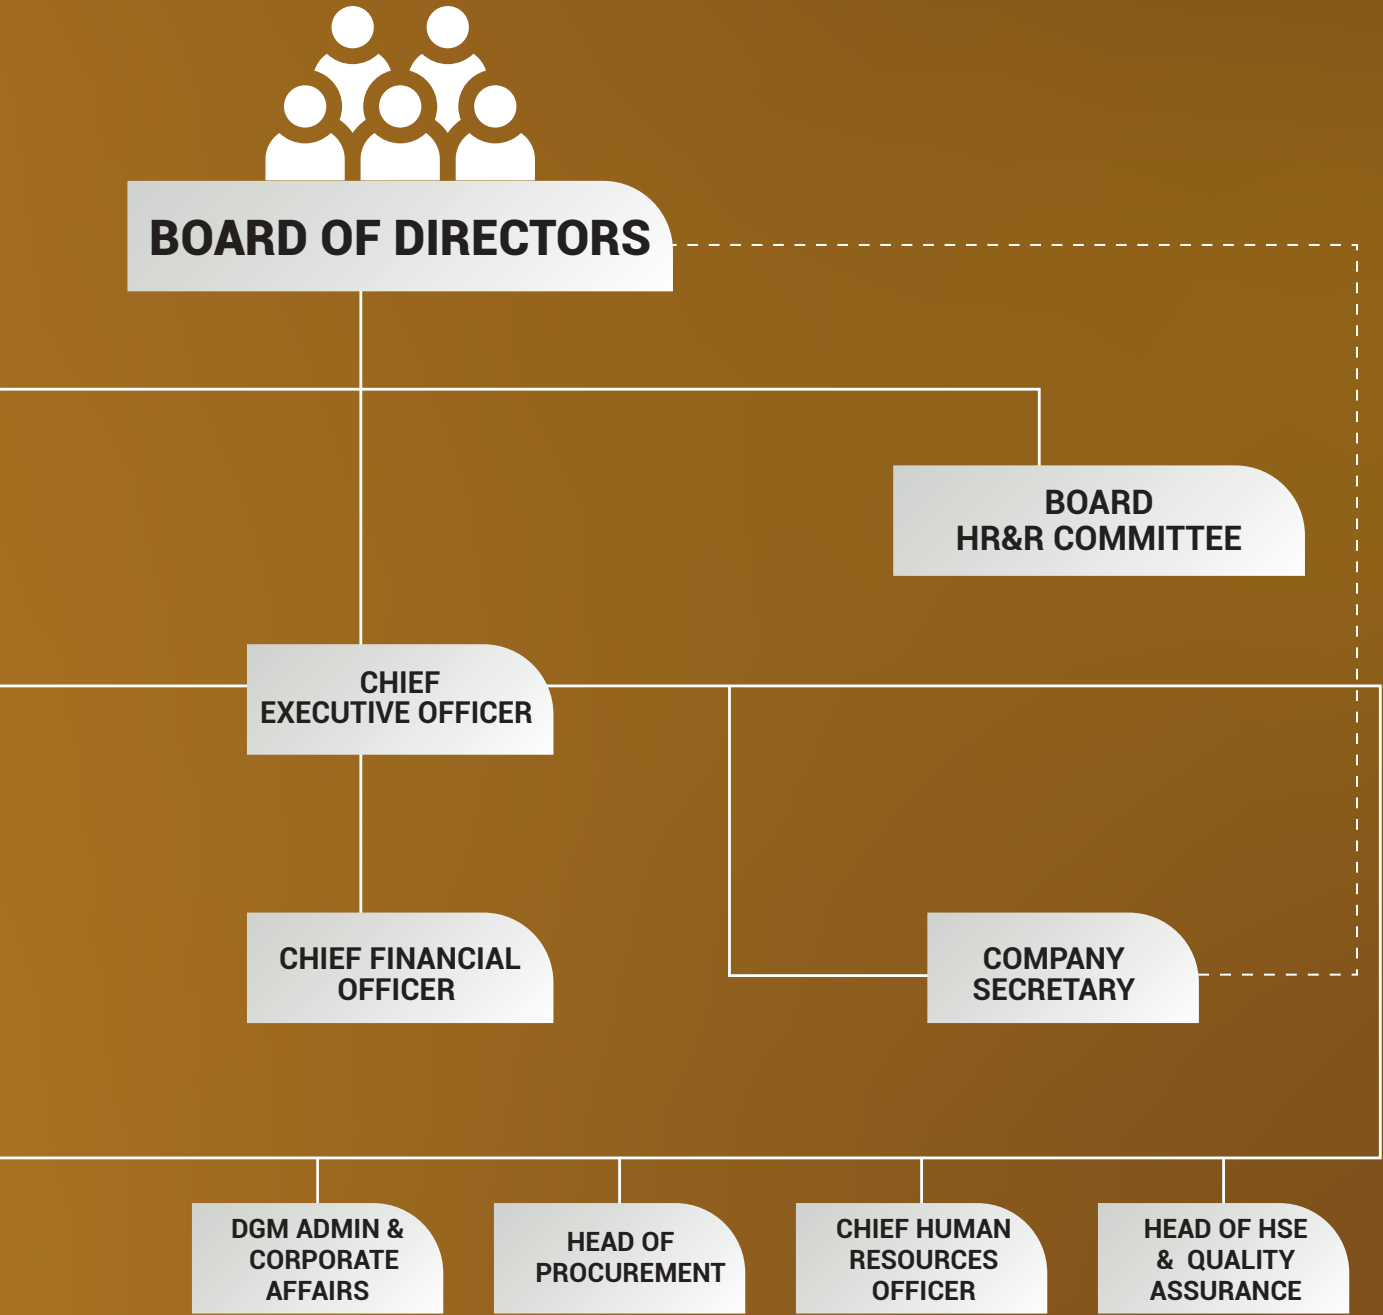 BOARD OF DIRECTORS
BOARD
HR&R COMMITTEE
CHIEF
EXECUTIVE OFFICER
CHIEF FINANCIAL
OFFICER
COMPANY
SECRETARY
DGM ADMIN &
CORPORATE
AFFAIRS
HEAD OF
PROCUREMENT
CHIEF HUMAN
RESOURCES
OFFICER
HEAD OF HSE
& QUALITY
ASSURANCE